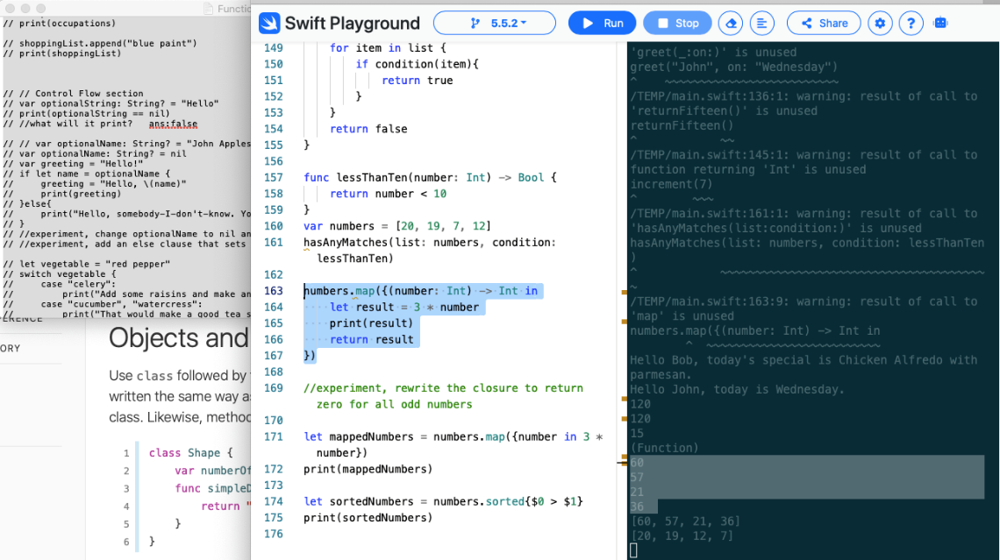 Functio
// print(occupations)
// shoppingList.append("blue paint")
// print(shoppingList)
// // Control Flow section
// var optionalString: String? = "Hello"
// print(optionalString == nil)
// //what will it print?   ans:false
// // var optionalName: String? = "John Apples
// var optionalName: String? = nil
// var greeting = "Hello!"
// if let name = optionalName {
//     greeting = "Hello, \(name)"
//     print(greeting)
// }else{
//     print("Hello, somebody-I-don't-know. Yo
// }
// //experiment, change optionalName to nil an
// //experiment, add an else clause that sets
// let vegetable = "red pepper"
// switch vegetable {
//     case "celery":
//         print("Add some raisins and make an
//     case "cucumber", "watercress":
//         print("That would make a good tea s
ORY
Objects and
Use class followed by
written the same way a
class. Likewise, method
1 class Shape {
2     var numberOf
3     func simpleD
4         return "
5     }
6 }
Swift Playground
5.5.2
Run
Stop
Share
?
149     for item in list {
150         if condition(item){
151             return true
152         }
153     }
154     return false
155 }
156
157 func lessThanTen(number: Int) -> Bool {
158     return number < 10
159 }
160 var numbers = [20, 19, 7, 12]
161 hasAnyMatches(list: numbers, condition:
lessThanTen)
162
163 numbers.map({(number: Int) -> Int in
164     let result = 3 * number
165     print(result)
166     return result
167 })
168
169 //experiment, rewrite the closure to return
zero for all odd numbers
170
171 let mappedNumbers = numbers.map({number in 3 *
number})
172 print(mappedNumbers)
173
174 let sortedNumbers = numbers.sorted{$0 > $1}
175 print(sortedNumbers)
176
'greet(_:on:)' is unused
greet("John", on: "Wednesday")
^    ~~~~~~~~~~~~~~~~~~~~~~~~~
/TEMP/main.swift:136:1: warning: result of call to
'returnFifteen()' is unused
returnFifteen()
^            ~~
/TEMP/main.swift:145:1: warning: result of call to
function returning 'Int' is unused
increment(7)
^        ~~~
/TEMP/main.swift:161:1: warning: result of call to
'hasAnyMatches(list:condition:)' is unused
hasAnyMatches(list: numbers, condition: lessThanTen
)
^            ~~~~~~~~~~~~~~~~~~~~~~~~~~~~~~~~~~~~~~
~
/TEMP/main.swift:163:9: warning: result of call to
'map' is unused
numbers.map({(number: Int) -> Int in
        ^  ~~~~~~~~~~~~~~~~~~~~~~~~~
Hello Bob, today's special is Chicken Alfredo with
parmesan.
Hello John, today is Wednesday.
120
120
15
(Function)
60
57
21
36
[60, 57, 21, 36]
[20, 19, 12, 7]